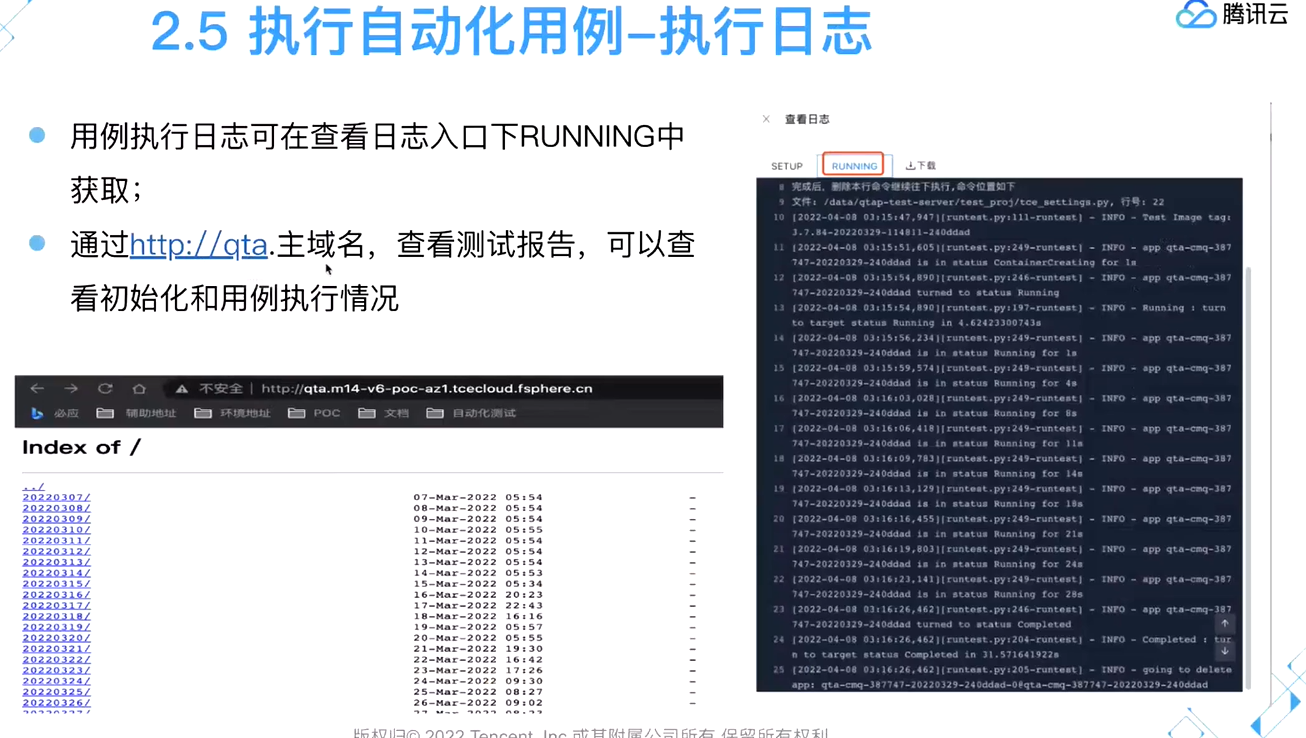 2.5 执行自动化用例-执行日志
腾讯云
用例执行日志可在查看日志入口下RUNNING中
获取；
通过http://qta.主域名，查看测试报告，可以查
看初始化和用例执行情况
不安全 | http://qta.m14-v6-poc-az1.tcecloud.fsphere.cn
必应 辅助地址 环境地址 POC 文档 自动化测试
Index of /
../
20220307/ 07-Mar-2022 05:54 -
20220308/ 08-Mar-2022 05:54 -
20220309/ 09-Mar-2022 05:54 -
20220310/ 10-Mar-2022 05:55 -
20220311/ 11-Mar-2022 05:54 -
20220312/ 12-Mar-2022 05:54 -
20220313/ 13-Mar-2022 05:54 -
20220314/ 14-Mar-2022 05:53 -
20220315/ 15-Mar-2022 05:34 -
20220316/ 16-Mar-2022 20:23 -
20220317/ 17-Mar-2022 22:43 -
20220318/ 18-Mar-2022 16:16 -
20220319/ 19-Mar-2022 05:57 -
20220320/ 20-Mar-2022 05:55 -
20220321/ 21-Mar-2022 19:30 -
20220322/ 22-Mar-2022 16:42 -
20220323/ 23-Mar-2022 17:26 -
20220324/ 24-Mar-2022 09:30 -
20220325/ 25-Mar-2022 08:27 -
20220326/ 26-Mar-2022 09:02 -
查看日志
SETUP RUNNING 下载
8 完成后，删除本行命令继续往下执行,命令位置如下
9 文件: /data/qtap-test-server/test_proj/tce_settings.py, 行号: 22
10 [2022-04-08 03:15:47,947][runtest.py:111-runtest] - INFO - Test Image tag:
3.7.84-20220329-114811-240ddad
11 [2022-04-08 03:15:51,605][runtest.py:249-runtest] - INFO - app qta-cmq-387
747-20220329-240ddad is in status ContainerCreating for 1s
12 [2022-04-08 03:15:54,890][runtest.py:246-runtest] - INFO - app qta-cmq-387
747-20220329-240ddad turned to status Running
13 [2022-04-08 03:15:54,890][runtest.py:197-runtest] - INFO - Running : turn
to target status Running in 4.62423300743s
14 [2022-04-08 03:15:56,234][runtest.py:249-runtest] - INFO - app qta-cmq-387
747-20220329-240ddad is in status Running for 1s
15 [2022-04-08 03:15:59,574][runtest.py:249-runtest] - INFO - app qta-cmq-387
747-20220329-240ddad is in status Running for 4s
16 [2022-04-08 03:16:03,028][runtest.py:249-runtest] - INFO - app qta-cmq-387
747-20220329-240ddad is in status Running for 8s
17 [2022-04-08 03:16:06,418][runtest.py:249-runtest] - INFO - app qta-cmq-387
747-20220329-240ddad is in status Running for 11s
18 [2022-04-08 03:16:09,783][runtest.py:249-runtest] - INFO - app qta-cmq-387
747-20220329-240ddad is in status Running for 14s
19 [2022-04-08 03:16:13,129][runtest.py:249-runtest] - INFO - app qta-cmq-387
747-20220329-240ddad is in status Running for 18s
20 [2022-04-08 03:16:16,455][runtest.py:249-runtest] - INFO - app qta-cmq-387
747-20220329-240ddad is in status Running for 21s
21 [2022-04-08 03:16:19,803][runtest.py:249-runtest] - INFO - app qta-cmq-387
747-20220329-240ddad is in status Running for 24s
22 [2022-04-08 03:16:23,141][runtest.py:249-runtest] - INFO - app qta-cmq-387
747-20220329-240ddad is in status Running for 28s
23 [2022-04-08 03:16:26,462][runtest.py:246-runtest] - INFO - app qta-cmq-387
747-20220329-240ddad turned to status Completed
24 [2022-04-08 03:16:26,462][runtest.py:204-runtest] - INFO - Completed : tur
n to target status Completed in 31.571641922s
25 [2022-04-08 03:16:26,462][runtest.py:205-runtest] - INFO - going to delete
app: qta-cmq-387747-20220329-240ddad-0@qta-cmq-387747-20220329-240ddad
版权归© 2022 Tencent, Inc.或其附属公司所有 保留所有权利